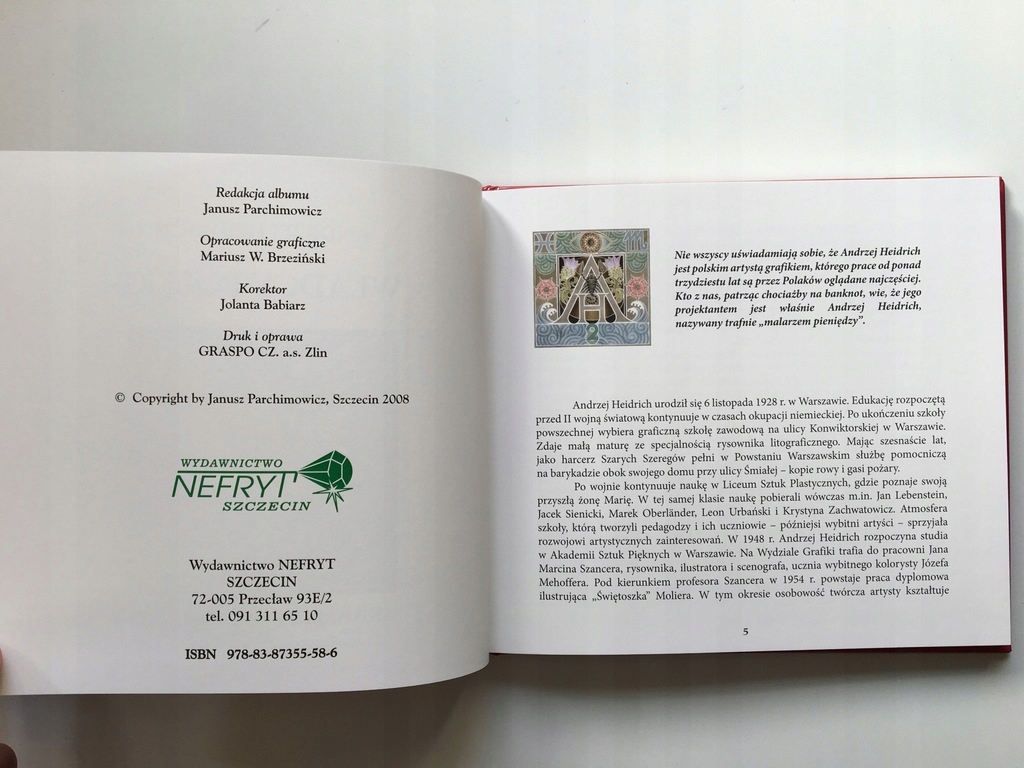 Redakcja albumu
Janusz Parchimowicz
Opracowanie graficzne
Mariusz W. Brzeziński
Korektor
Jolanta Babiarz
Druk i oprawa
GRASPO CZ. a.s. Zlin
© Copyright by Janusz Parchimowicz, Szczecin 2008
WYDAWNICTWO
NEFRYT
SZCZECIN
Wydawnictwo NEFRYT
SZCZECIN
72-005 Przecław 93E/2
tel. 091 311 65 10
ISBN 978-83-87355-58-6
AH
Nie wszyscy uświadamiają sobie, że Andrzej Heidrich
jest polskim artystą grafikiem, którego prace od ponad
trzydziestu lat są przez Polaków oglądane najczęściej.
Kto z nas, patrząc chociażby na banknot, wie, że jego
projektantem jest właśnie Andrzej Heidrich,
nazywany trafnie „malarzem pieniędzy”.
Andrzej Heidrich urodził się 6 listopada 1928 r. w Warszawie. Edukację rozpoczętą
przed II wojną światową kontynuuje w czasach okupacji niemieckiej. Po ukończeniu szkoły
powszechnej wybiera graficzną szkołę zawodową na ulicy Konwiktorskiej w Warszawie.
Zdaje małą maturę ze specjalnością rysownika litograficznego. Mając szesnaście lat,
jako harcerz Szarych Szeregów pełni w Powstaniu Warszawskim służbę pomocniczą
na barykadzie obok swojego domu przy ulicy Śmiałej – kopie rowy i gasi pożary.
Po wojnie kontynuuje naukę w Liceum Sztuk Plastycznych, gdzie poznaje swoją
przyszłą żonę Marię. W tej samej klasie naukę pobierali wówczas m.in. Jan Lebenstein,
Jacek Sienicki, Marek Oberländer, Leon Urbański i Krystyna Zachwatowicz. Atmosfera
szkoły, którą tworzyli pedagodzy i ich uczniowie – późniejsi wybitni artyści – sprzyjała
rozwojowi artystycznych zainteresowań. W 1948 r. Andrzej Heidrich rozpoczyna studia
w Akademii Sztuk Pięknych w Warszawie. Na Wydziale Grafiki trafia do pracowni Jana
Marcina Szancera, rysownika, ilustratora i scenografa, ucznia wybitnego kolorysty Józefa
Mehoffera. Pod kierunkiem profesora Szancera w 1954 r. powstaje praca dyplomowa
ilustrująca „Świętoszka” Moliera. W tym okresie osobowość twórcza artysty kształtuje
5